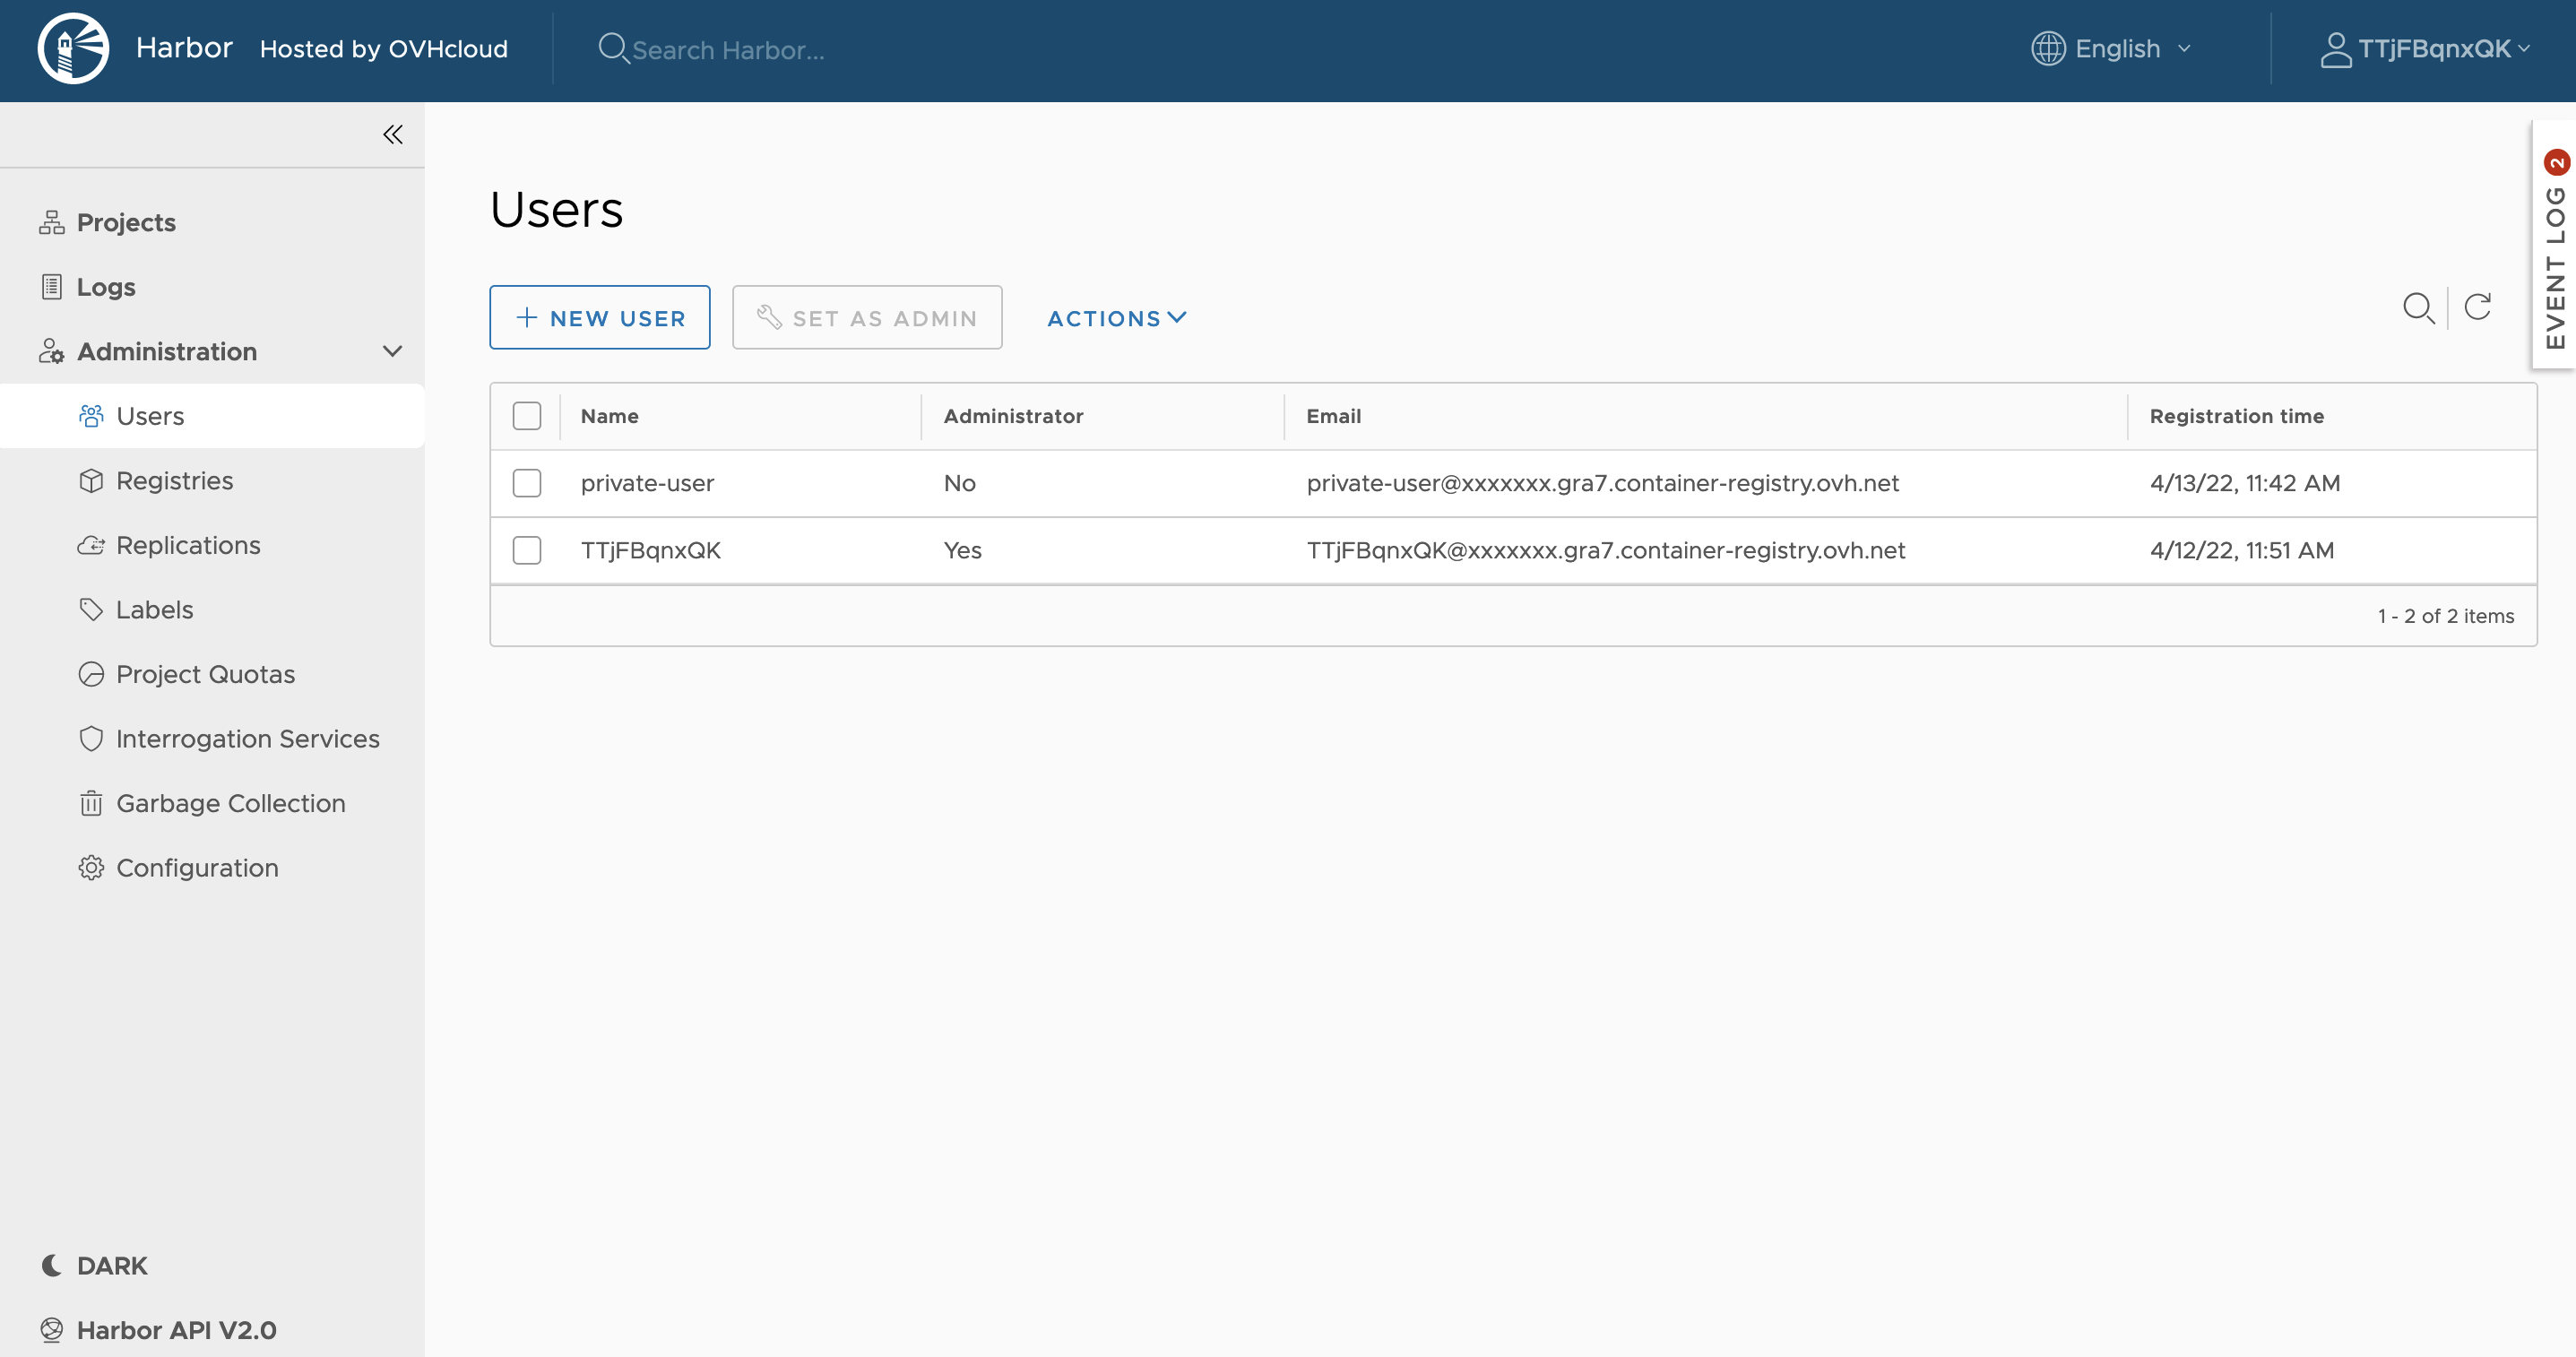 Harbor Hosted by OVHcloud Search Harbor... English TTjFBqnxQK
EVENT LOG 2
Projects
Logs
Administration
Users
Registries
Replications
Labels
Project Quotas
Interrogation Services
Garbage Collection
Configuration
DARK
Harbor API V2.0
Users
NEW USER SET AS ADMIN ACTIONS
Name Administrator Email Registration time
private-user No private-user@xxxxxxx.gra7.container-registry.ovh.net 4/13/22, 11:42 AM
TTjFBqnxQK Yes TTjFBqnxQK@xxxxxxx.gra7.container-registry.ovh.net 4/12/22, 11:51 AM
1 - 2 of 2 items